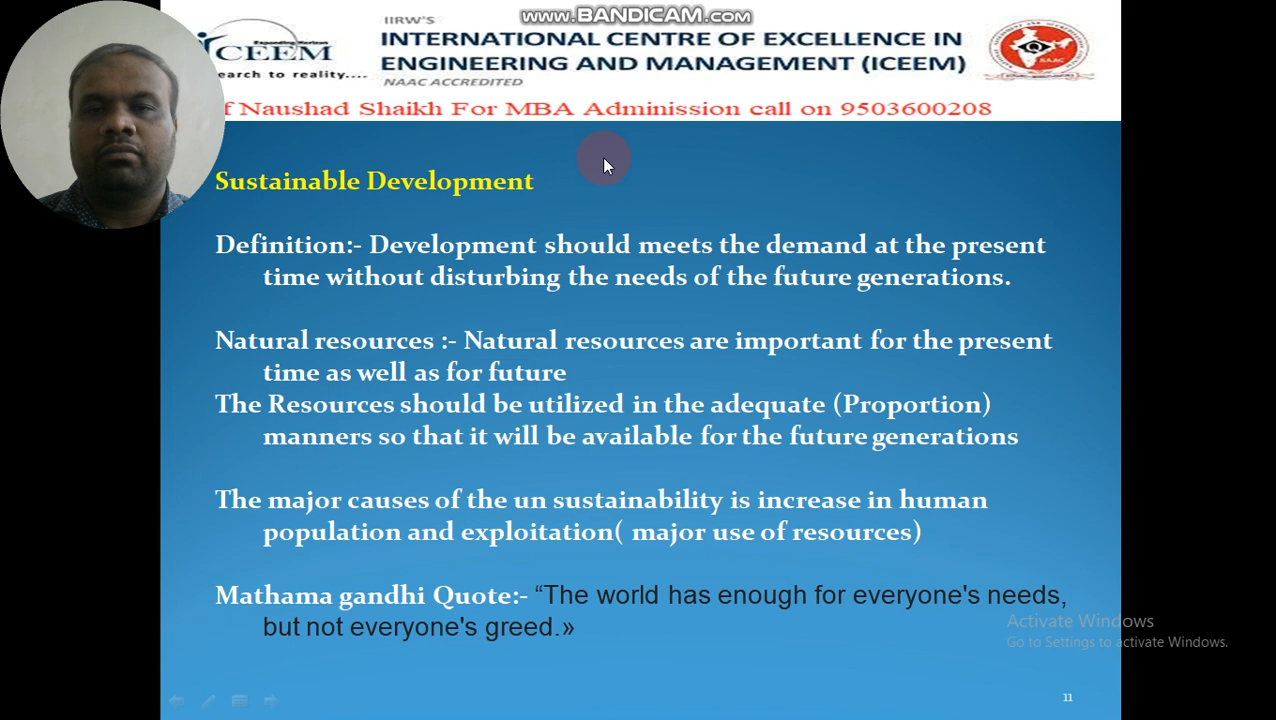 www.BANDICAM.com
IIRW'S
INTERNATIONAL CENTRE OF EXCELLENCE IN
ENGINEERING AND MANAGEMENT (ICEEM)
NAAC ACCREDITED
CEEM
earch to reality....
NAAC
f Naushad Shaikh For MBA Adminission call on 9503600208
Sustainable Development
Definition:- Development should meets the demand at the present
time without disturbing the needs of the future generations.
Natural resources :- Natural resources are important for the present
time as well as for future
The Resources should be utilized in the adequate (Proportion)
manners so that it will be available for the future generations
The major causes of the un sustainability is increase in human
population and exploitation( major use of resources)
Mathama gandhi Quote:- “The world has enough for everyone's needs,
but not everyone's greed.»
Activate Windows
Go to Settings to activate Windows.
11